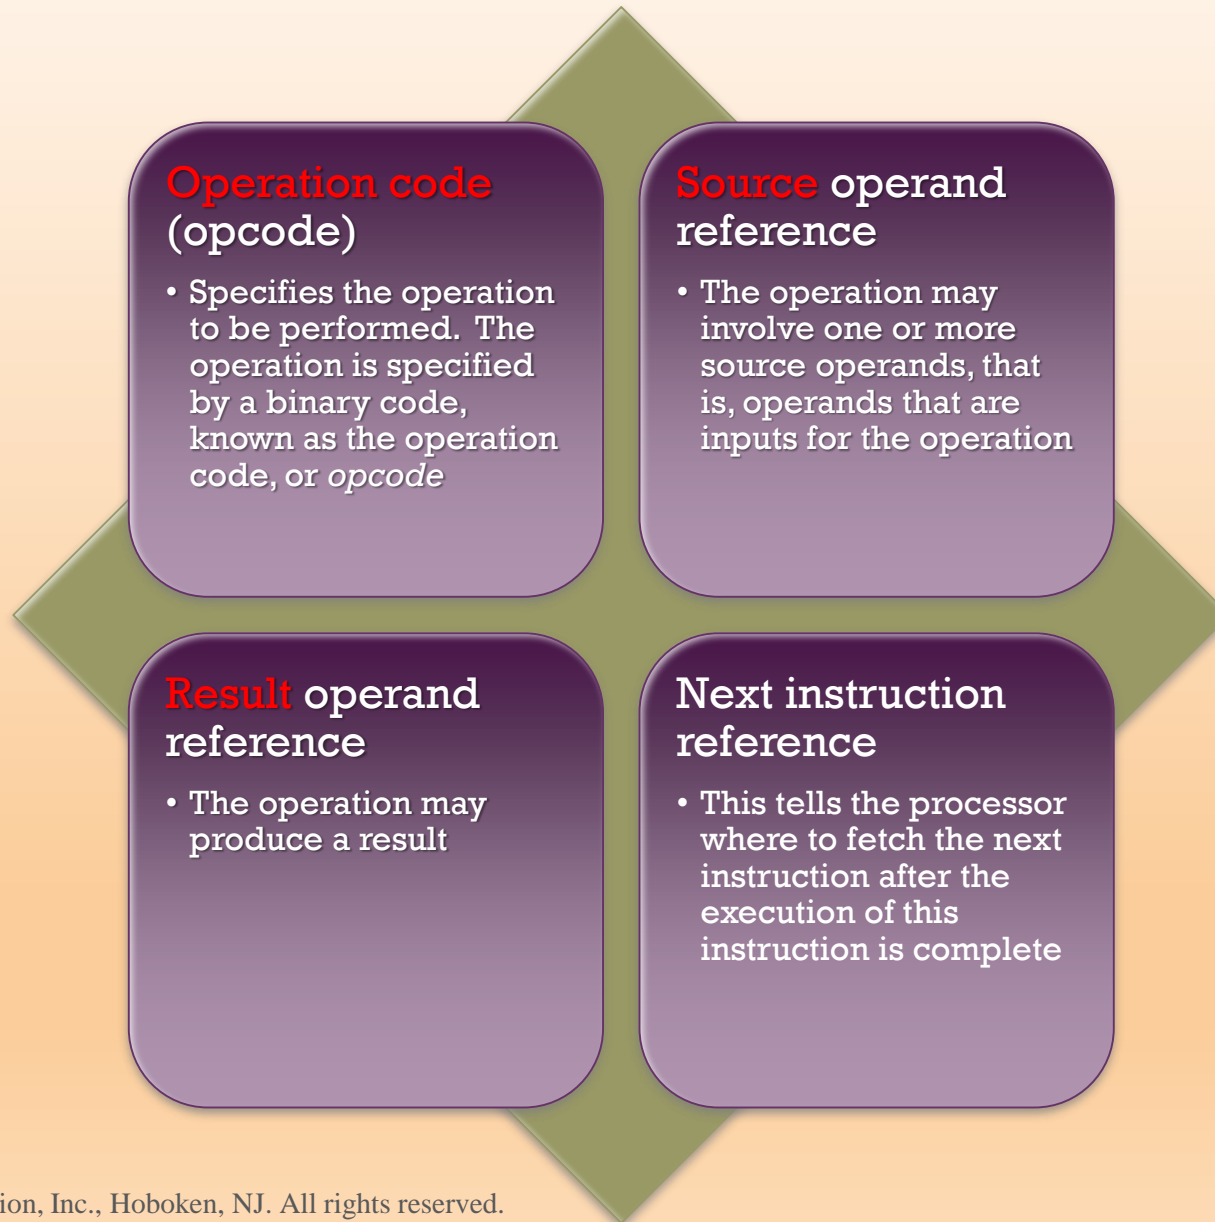 Operation code
(opcode)
• Specifies the operation
to be performed.  The
operation is specified
by a binary code,
known as the operation
code, or opcode
Source operand
reference
• The operation may
involve one or more
source operands, that
is, operands that are
inputs for the operation
Result operand
reference
• The operation may
produce a result
Next instruction
reference
• This tells the processor
where to fetch the next
instruction after the
execution of this
instruction is complete
ion, Inc., Hoboken, NJ. All rights reserved.